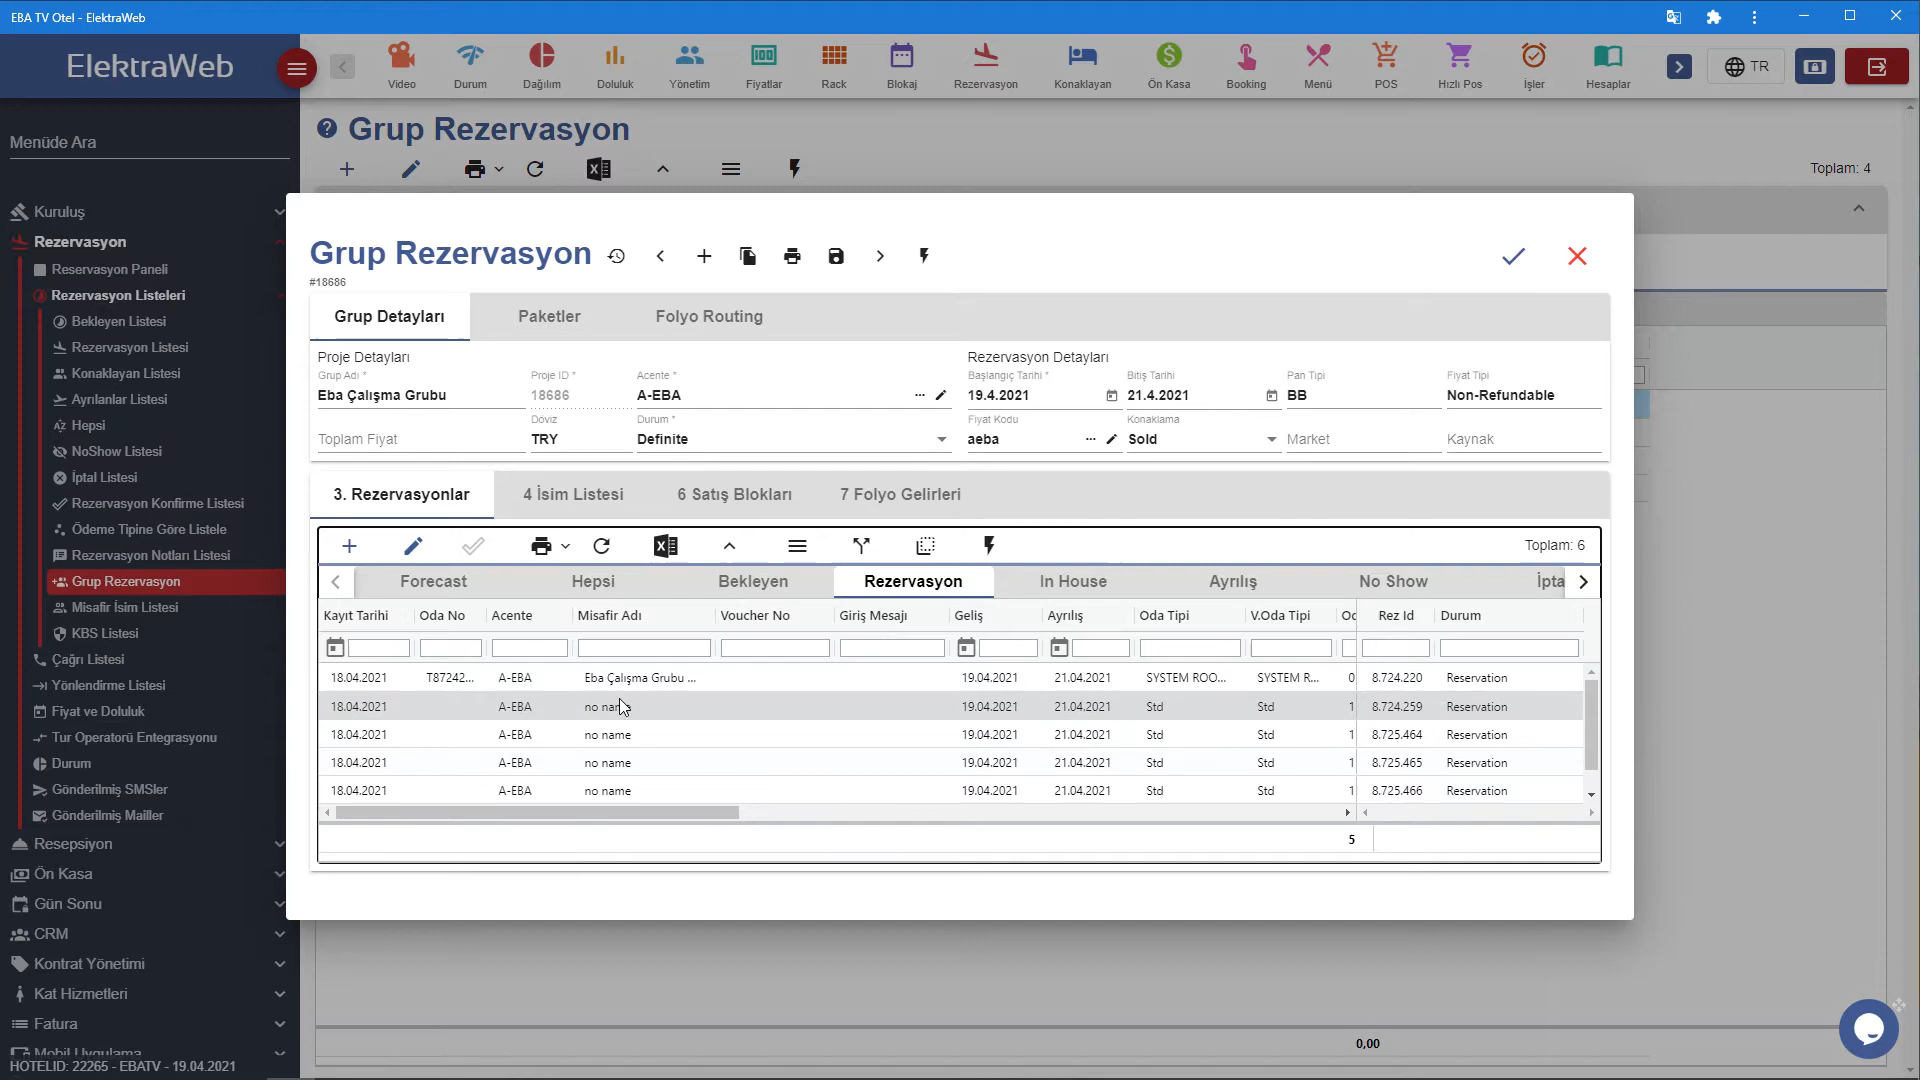 EBA TV Otel - ElektraWeb
ElektraWeb
Video
Durum
Dağılım
Doluluk
Yönetim
Fiyatlar
Rack
Blokaj
Rezervasyon
Konaklayan
Ön Kasa
Booking
Menü
POS
Hızlı Pos
İşler
Hesaplar
TR
Menüde Ara
Kuruluş
Rezervasyon
Reservasyon Paneli
Rezervasyon Listeleri
Bekleyen Listesi
Rezervasyon Listesi
Konaklayan Listesi
Ayrılanlar Listesi
Hepsi
NoShow Listesi
İptal Listesi
Rezervasyon Konfirme Listesi
Ödeme Tipine Göre Listele
Rezervasyon Notları Listesi
Grup Rezervasyon
Misafir İsim Listesi
KBS Listesi
Çağrı Listesi
Yönlendirme Listesi
Fiyat ve Doluluk
Tur Operatorü Entegrasyonu
Durum
Gönderilmiş SMSler
Gönderilmiş Mailler
Resepsiyon
Ön Kasa
Gün Sonu
CRM
Kontrat Yönetimi
Kat Hizmetleri
Fatura
Mobil Uygulama
HOTELID: 22265 - EBATV - 19.04.2021
Grup Rezervasyon
Toplam: 4
Grup Rezervasyon
#18686
Grup Detayları Paketler Folyo Routing
Proje Detayları Rezervasyon Detayları
Grup Adı * Proje ID * Acente * Başlangıç Tarihi * Bitiş Tarihi Pan Tipi Fiyat Tipi
Eba Çalışma Grubu 18686 A-EBA 19.4.2021 21.4.2021 BB Non-Refundable
Döviz Durum * Fiyat Kodu Konaklama
Toplam Fiyat TRY Definite aeba Sold Market Kaynak
3. Rezervasyonlar 4 İsim Listesi 6 Satış Blokları 7 Folyo Gelirleri
Toplam: 6
Forecast Hepsi Bekleyen Rezervasyon In House Ayrılış No Show İpta
Kayıt Tarihi Oda No Acente Misafir Adı Voucher No Giriş Mesajı Geliş Ayrılış Oda Tipi V.Oda Tipi Od Rez Id Durum
18.04.2021 T87242... A-EBA Eba Çalışma Grubu ... 19.04.2021 21.04.2021 SYSTEM ROO... SYSTEM R... 0 8.724.220 Reservation
18.04.2021 A-EBA no name 19.04.2021 21.04.2021 Std Std 1 8.724.259 Reservation
18.04.2021 A-EBA no name 19.04.2021 21.04.2021 Std Std 1 8.725.464 Reservation
18.04.2021 A-EBA no name 19.04.2021 21.04.2021 Std Std 1 8.725.465 Reservation
18.04.2021 A-EBA no name 19.04.2021 21.04.2021 Std Std 1 8.725.466 Reservation
5
0,00